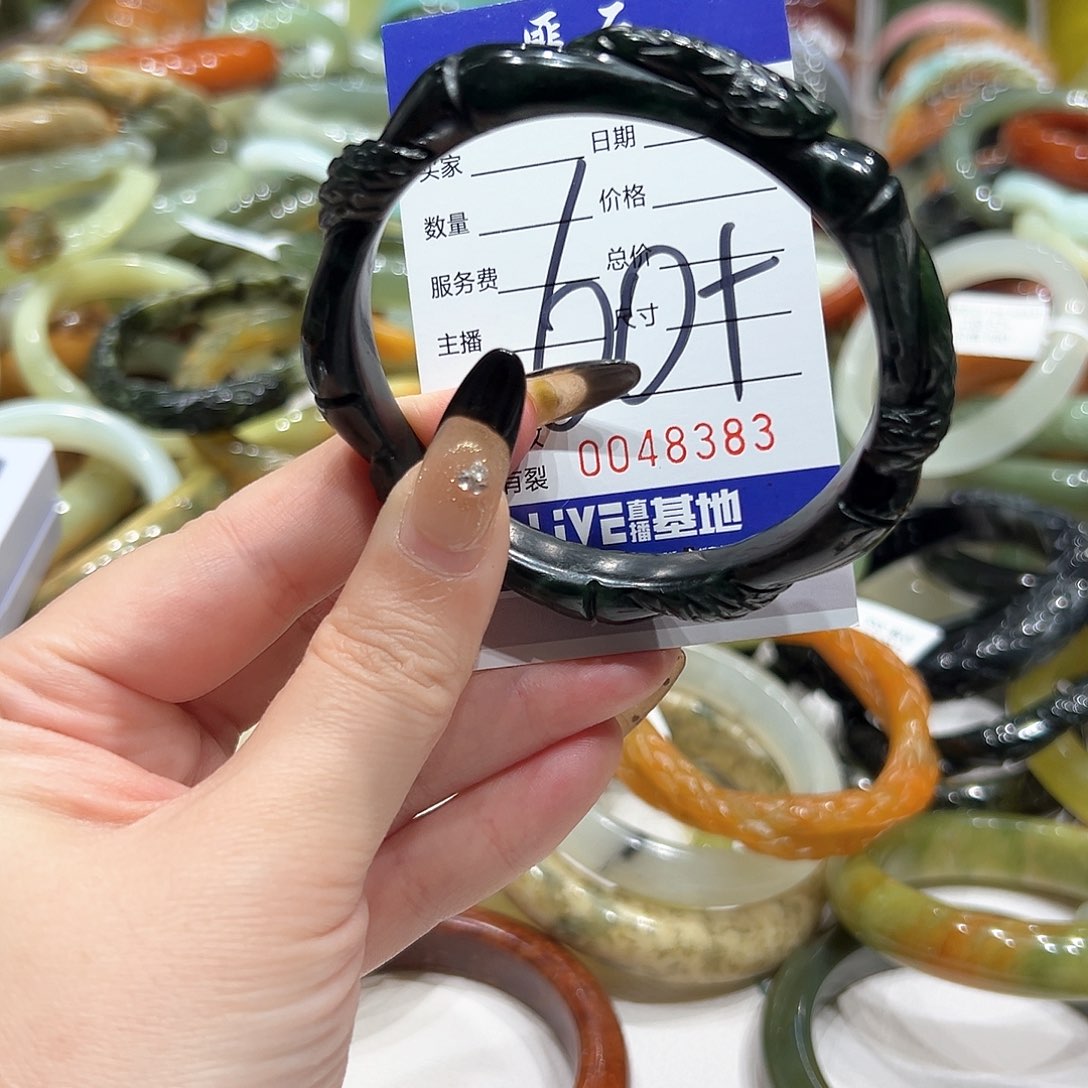 买家 日期
数量 价格
服务费 总价
主播 尺寸
60+
0048383
有裂
LiVE直播基地